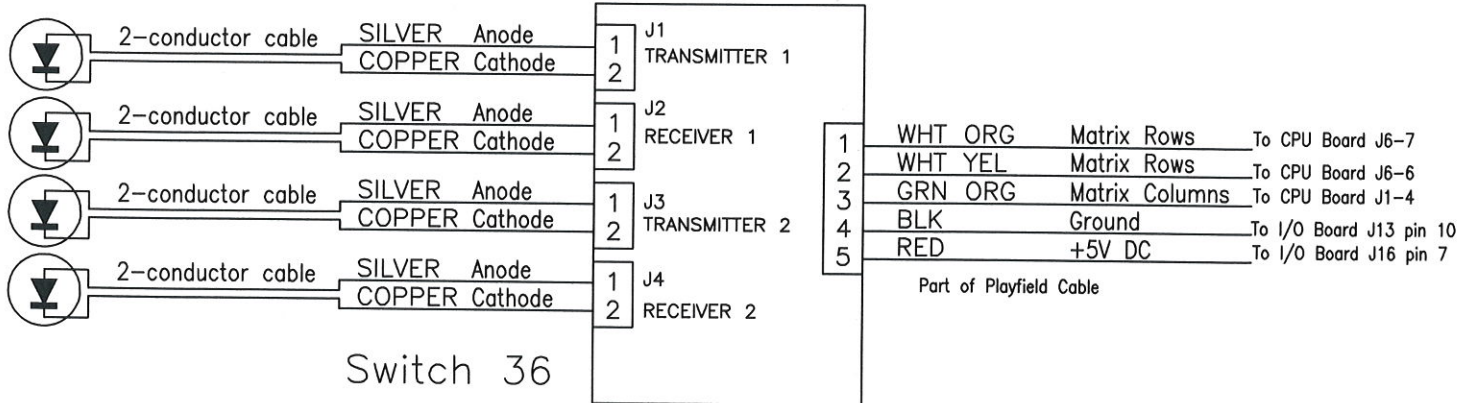 2-conductor cable SILVER Anode 1 J1
COPPER Cathode 2 TRANSMITTER 1
2-conductor cable SILVER Anode 1 J2
COPPER Cathode 2 RECEIVER 1
2-conductor cable SILVER Anode 1 J3
COPPER Cathode 2 TRANSMITTER 2
2-conductor cable SILVER Anode 1 J4
COPPER Cathode 2 RECEIVER 2
Switch 36
1 WHT ORG Matrix Rows To CPU Board J6-7
2 WHT YEL Matrix Rows To CPU Board J6-6
3 GRN ORG Matrix Columns To CPU Board J1-4
4 BLK Ground To I/O Board J13 pin 10
5 RED +5V DC To I/O Board J16 pin 7
Part of Playfield Cable